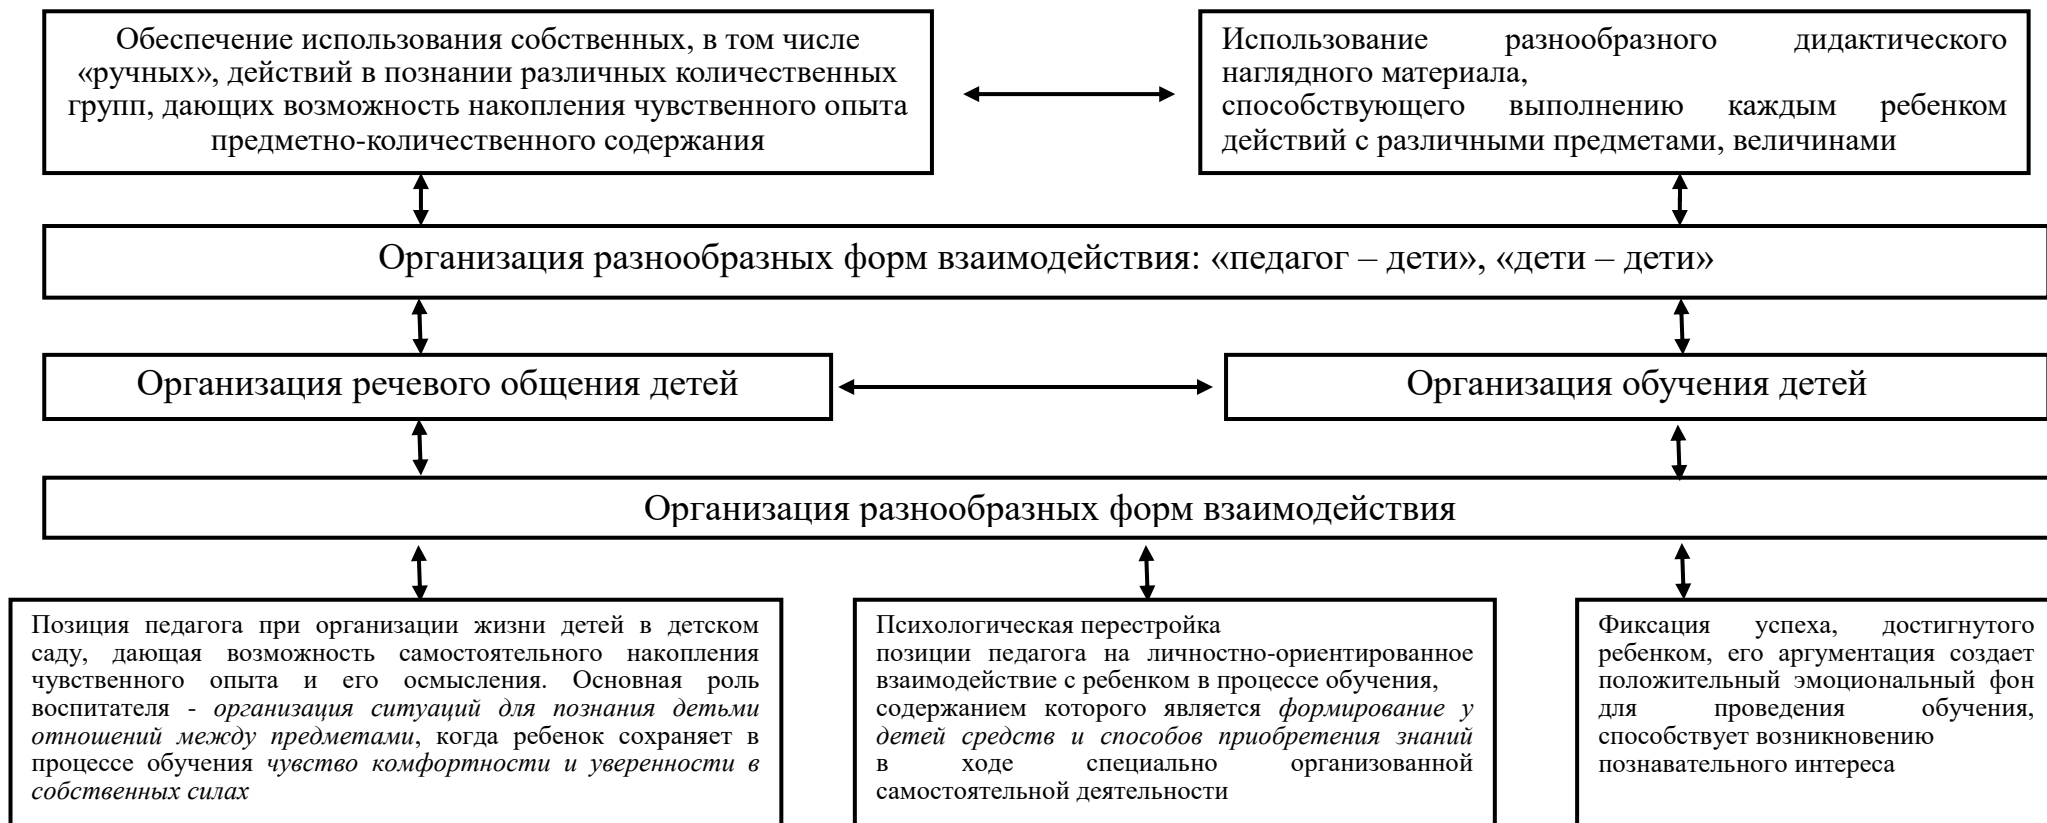 Обеспечение использования собственных, в том числе
«ручных», действий в познании различных количественных
групп, дающих возможность накопления чувственного опыта
предметно-количественного содержания
Использование разнообразного дидактического
наглядного материала,
способствующего выполнению каждым ребенком
действий с различными предметами, величинами
Организация разнообразных форм взаимодействия: «педагог – дети», «дети – дети»
Организация речевого общения детей
Организация обучения детей
Организация разнообразных форм взаимодействия
Позиция педагога при организации жизни детей в детском
саду, дающая возможность самостоятельного накопления
чувственного опыта и его осмысления. Основная роль
воспитателя - организация ситуаций для познания детьми
отношений между предметами, когда ребенок сохраняет в
процессе обучения чувство комфортности и уверенности в
собственных силах
Психологическая перестройка
позиции педагога на личностно-ориентированное
взаимодействие с ребенком в процессе обучения,
содержанием которого является формирование у
детей средств и способов приобретения знаний
в ходе специально организованной
самостоятельной деятельности
Фиксация успеха, достигнутого
ребенком, его аргументация создает
положительный эмоциональный фон
для проведения обучения,
способствует возникновению
познавательного интереса